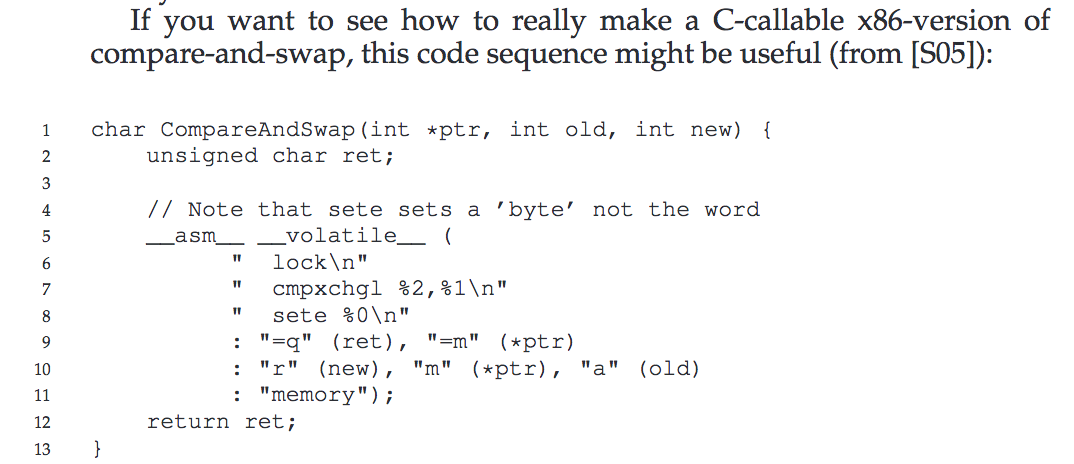 If you want to see how to really make a C-callable x86-version of
compare-and-swap, this code sequence might be useful (from [S05]):
1 char CompareAndSwap(int *ptr, int old, int new) {
2 unsigned char ret;
3
4 // Note that sete sets a ’byte’ not the word
5 __asm__ __volatile__ (
6 " lock\n"
7 " cmpxchgl %2,%1\n"
8 " sete %0\n"
9 : "=q" (ret), "=m" (*ptr)
10 : "r" (new), "m" (*ptr), "a" (old)
11 : "memory");
12 return ret;
13 }